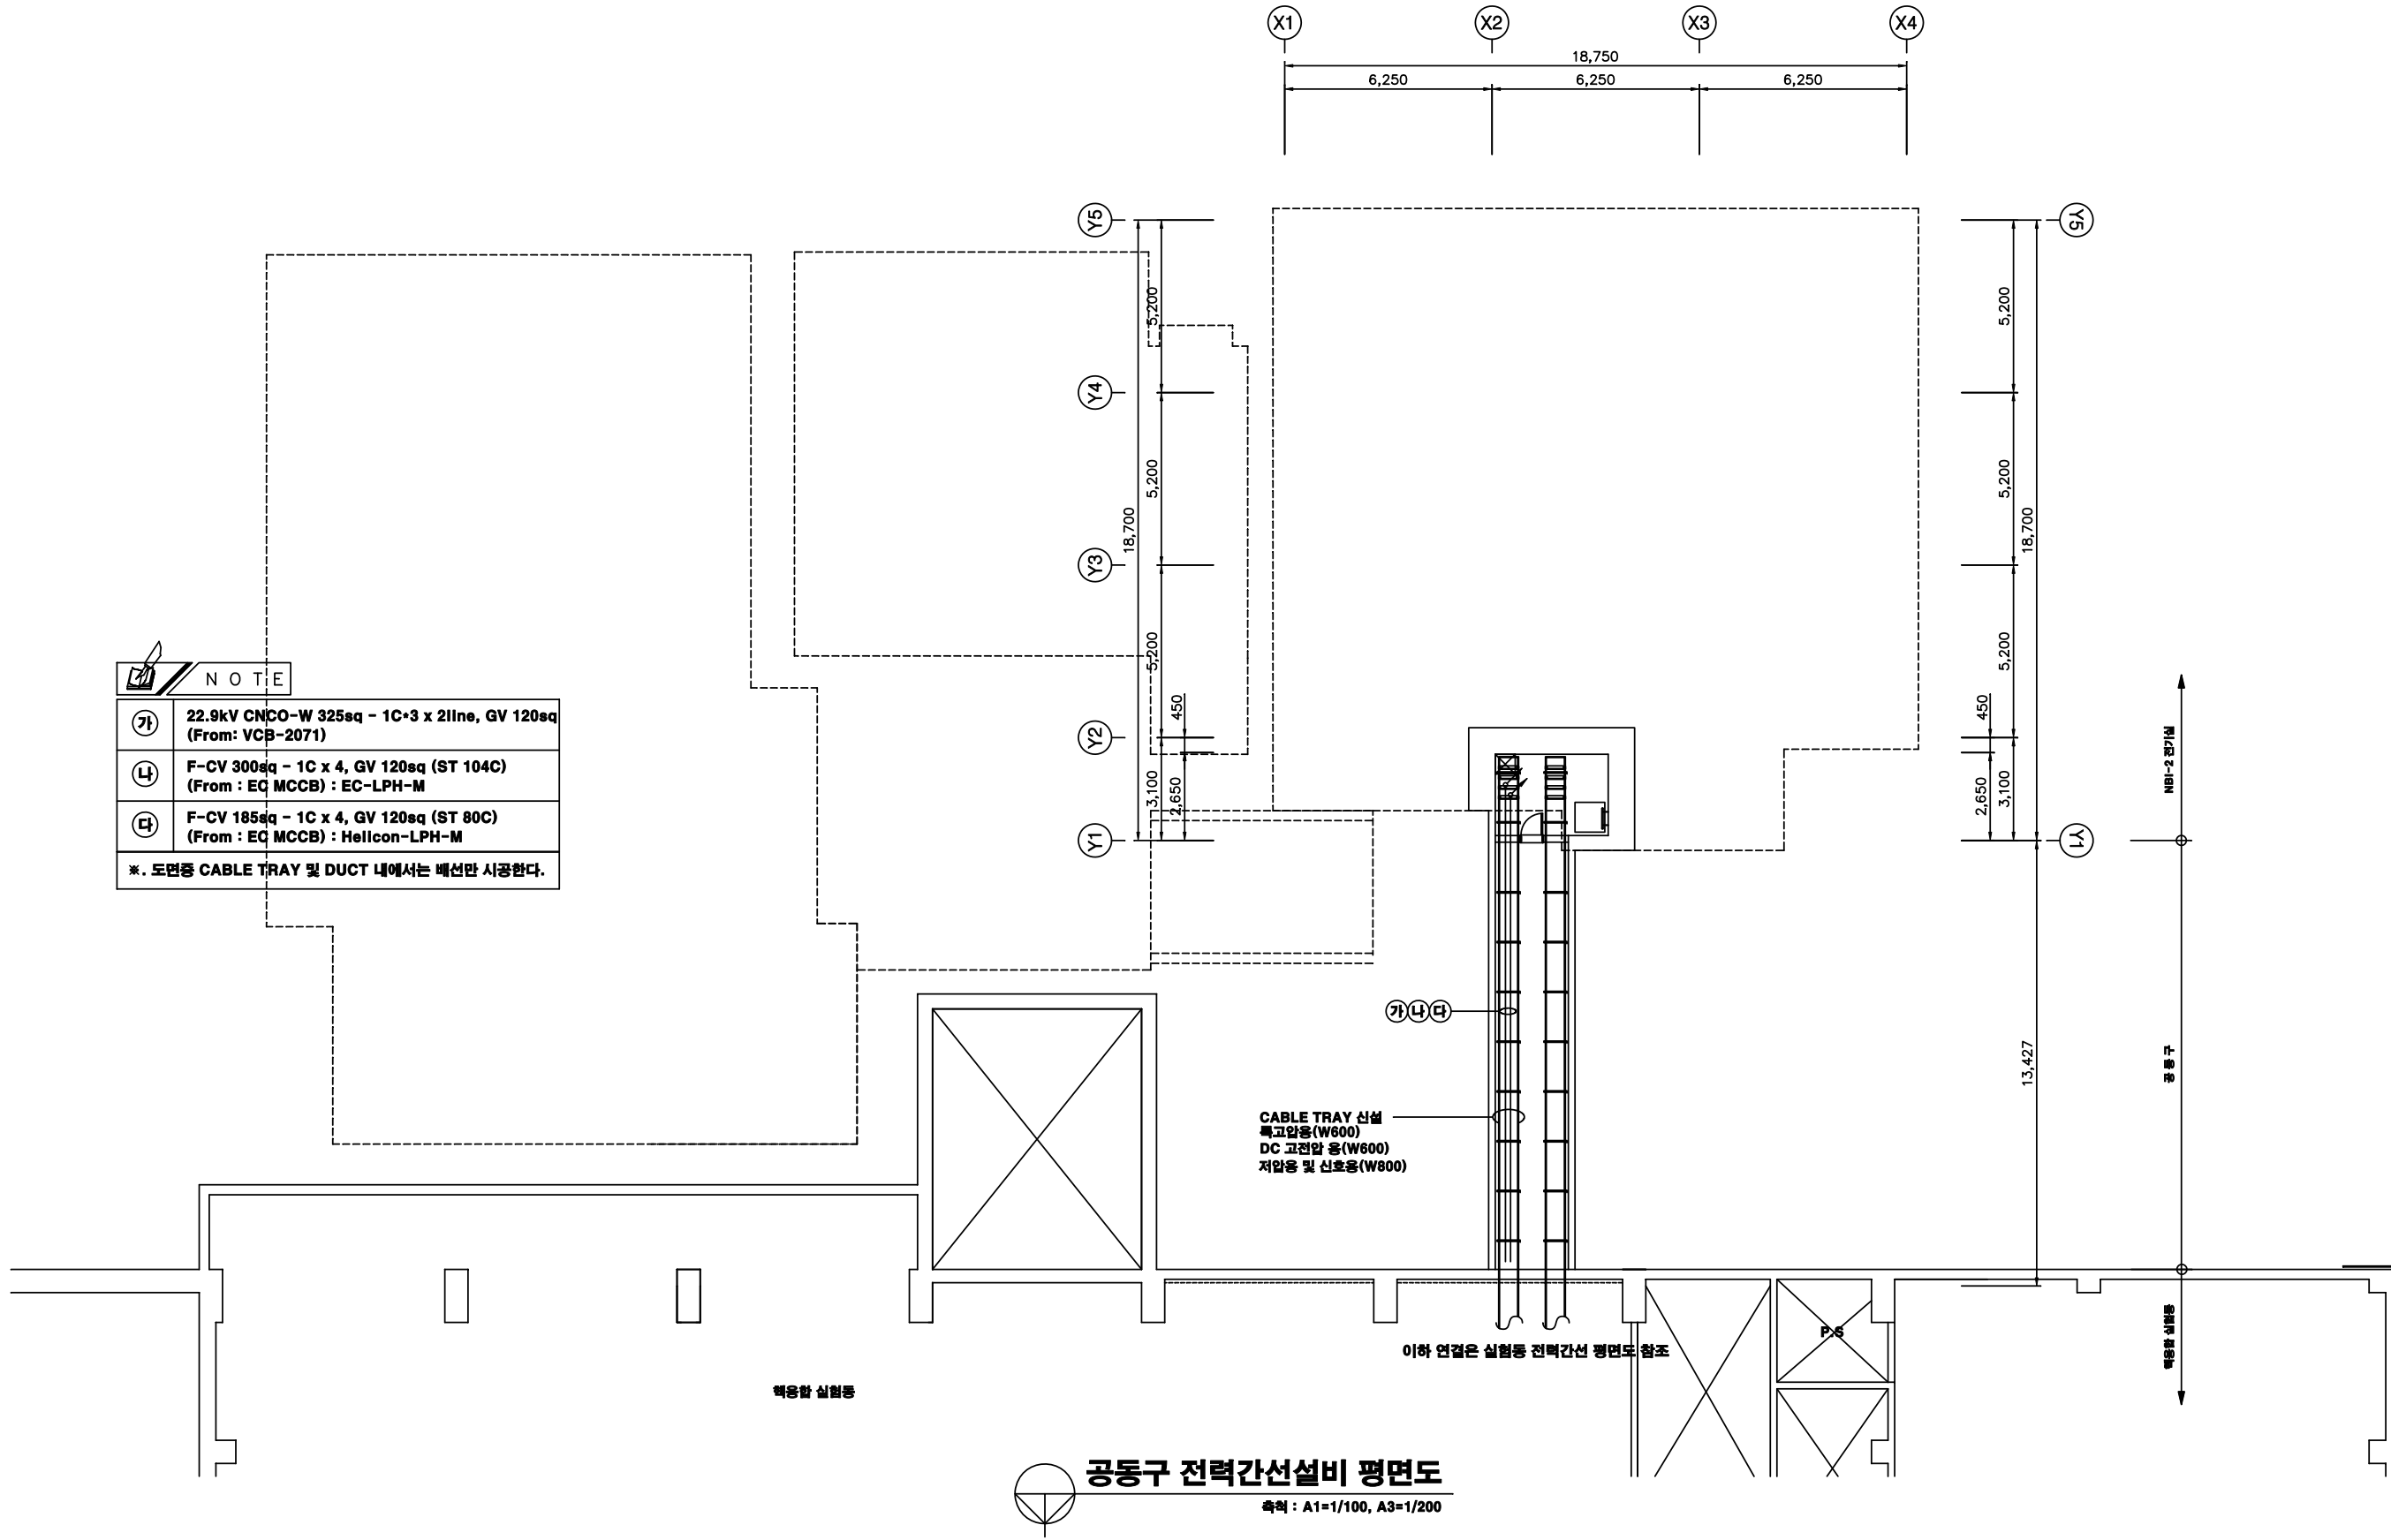 X1 X2 X3 X4
18,750
6,250 6,250 6,250
Y5 Y5
5,200 5,200
Y4
5,200 5,200
18,700 18,700
Y3
5,200 5,200
450 450
Y2
3,100 3,100
2,650 2,650
Y1 Y1
NOTE
가 22.9kV CNCO-W 325sq - 1C*3 x 2line, GV 120sq
(From: VCB-2071)
나 F-CV 300sq - 1C x 4, GV 120sq (ST 104C)
(From : EC MCCB) : EC-LPH-M
다 F-CV 185sq - 1C x 4, GV 120sq (ST 80C)
(From : EC MCCB) : Helicon-LPH-M
※. 도면중 CABLE TRAY 및 DUCT 내에서는 배선만 시공한다.
NBI-2 전기실
가 나 다
13,427
공 동 구
CABLE TRAY 신설
특고압용(W600)
DC 고전압 용(W600)
저압용 및 신호용(W800)
P.S
핵융합 실험동
이하 연결은 실험동 전력간선 평면도 참조
핵융합 실험동
공동구 전력간선설비 평면도
축척 : A1=1/100, A3=1/200